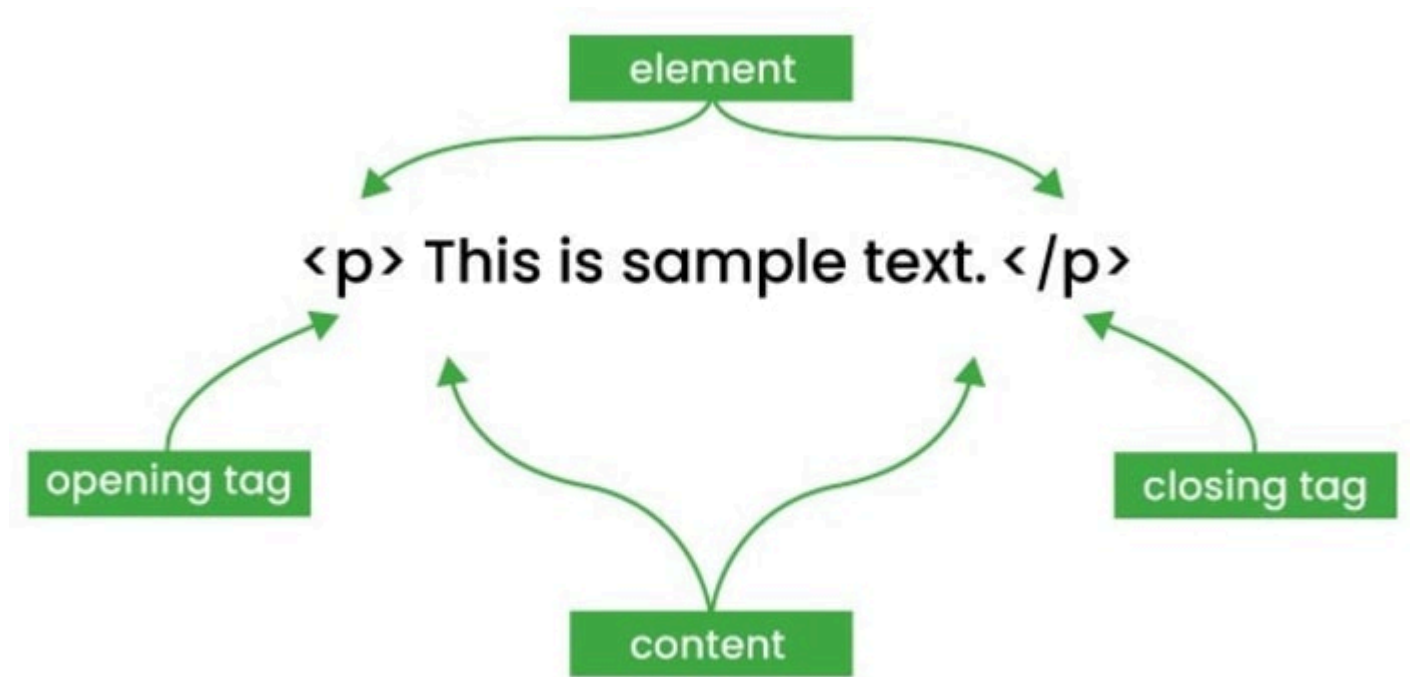 element
<p> This is sample text. </p>
opening tag
closing tag
content